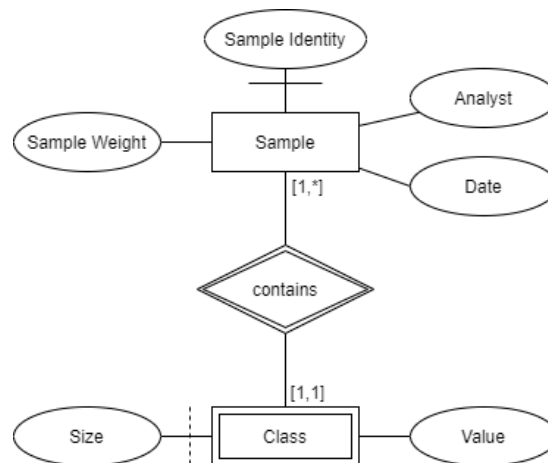 Sample Identity
Analyst
Sample Weight
Sample
Date
[1,*]
contains
[1,1]
Size
Class
Value